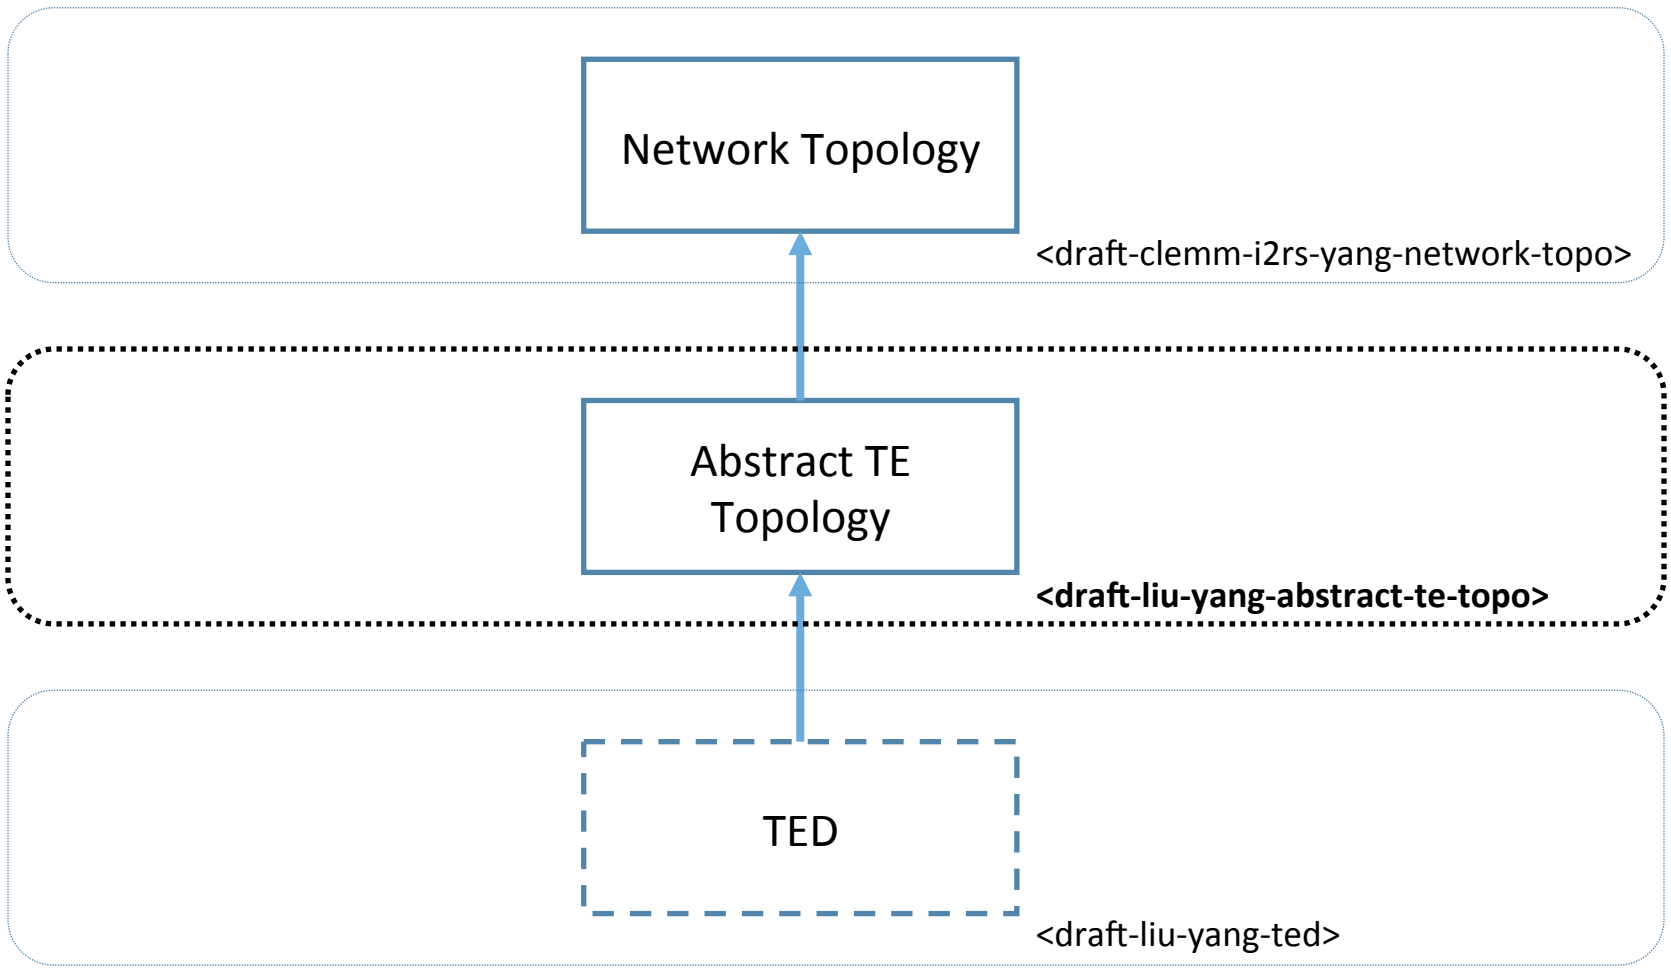 Network Topology
<draft-clemm-i2rs-yang-network-topo>
Abstract TE
Topology
<draft-liu-yang-abstract-te-topo>
TED
<draft-liu-yang-ted>